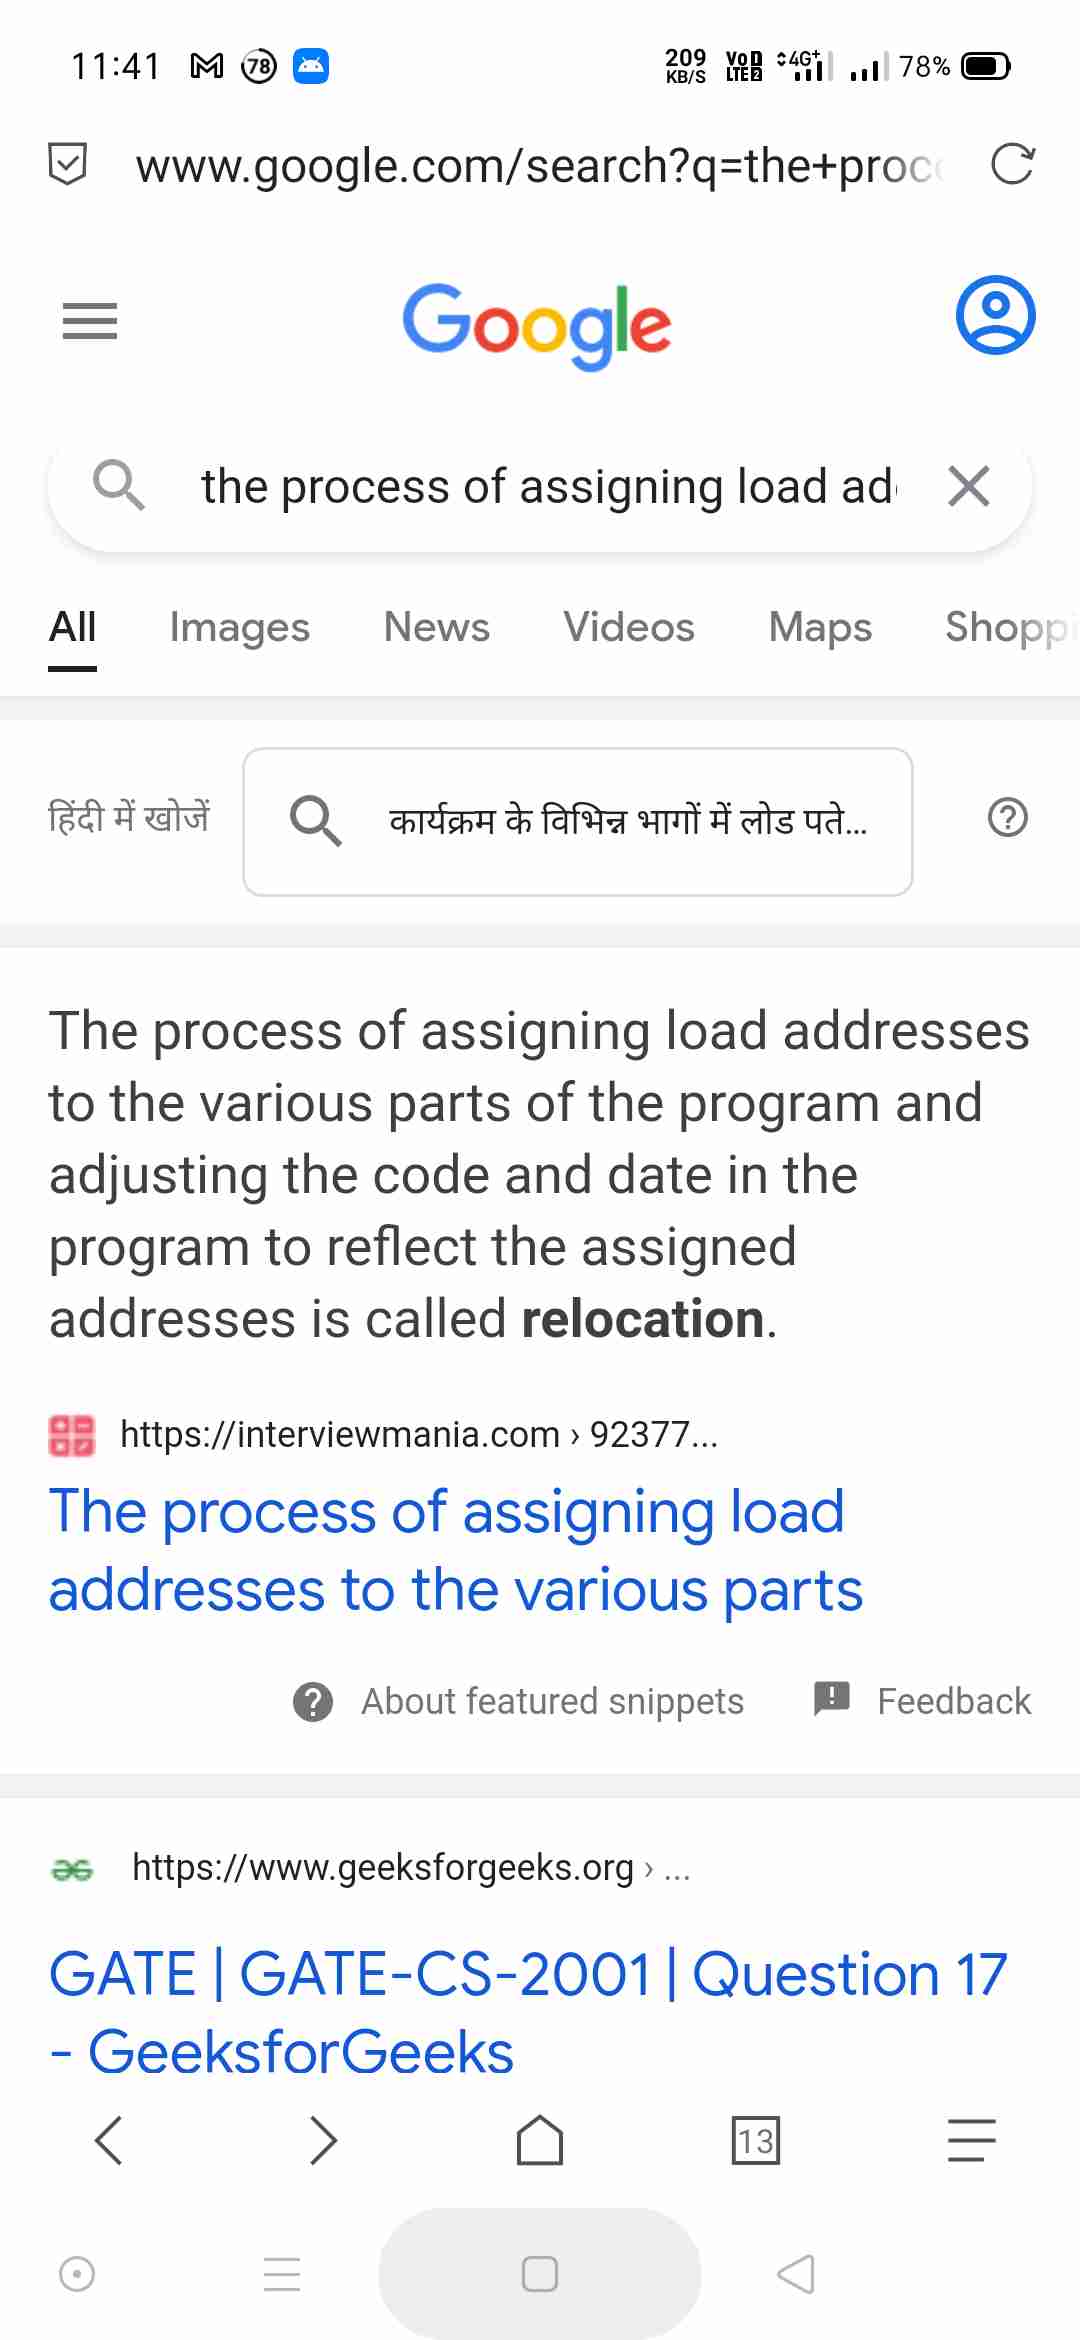 11:41 78 209 KB/S VoD LTE2 4G+ 78%
www.google.com/search?q=the+proc
Google
the process of assigning load ad
All Images News Videos Maps Shopp
हिंदी में खोजें कार्यक्रम के विभिन्न भागों में लोड पते...
The process of assigning load addresses
to the various parts of the program and
adjusting the code and date in the
program to reflect the assigned
addresses is called relocation.
https://interviewmania.com › 92377...
The process of assigning load
addresses to the various parts
About featured snippets Feedback
https://www.geeksforgeeks.org › ...
GATE | GATE-CS-2001 | Question 17
- GeeksforGeeks
13